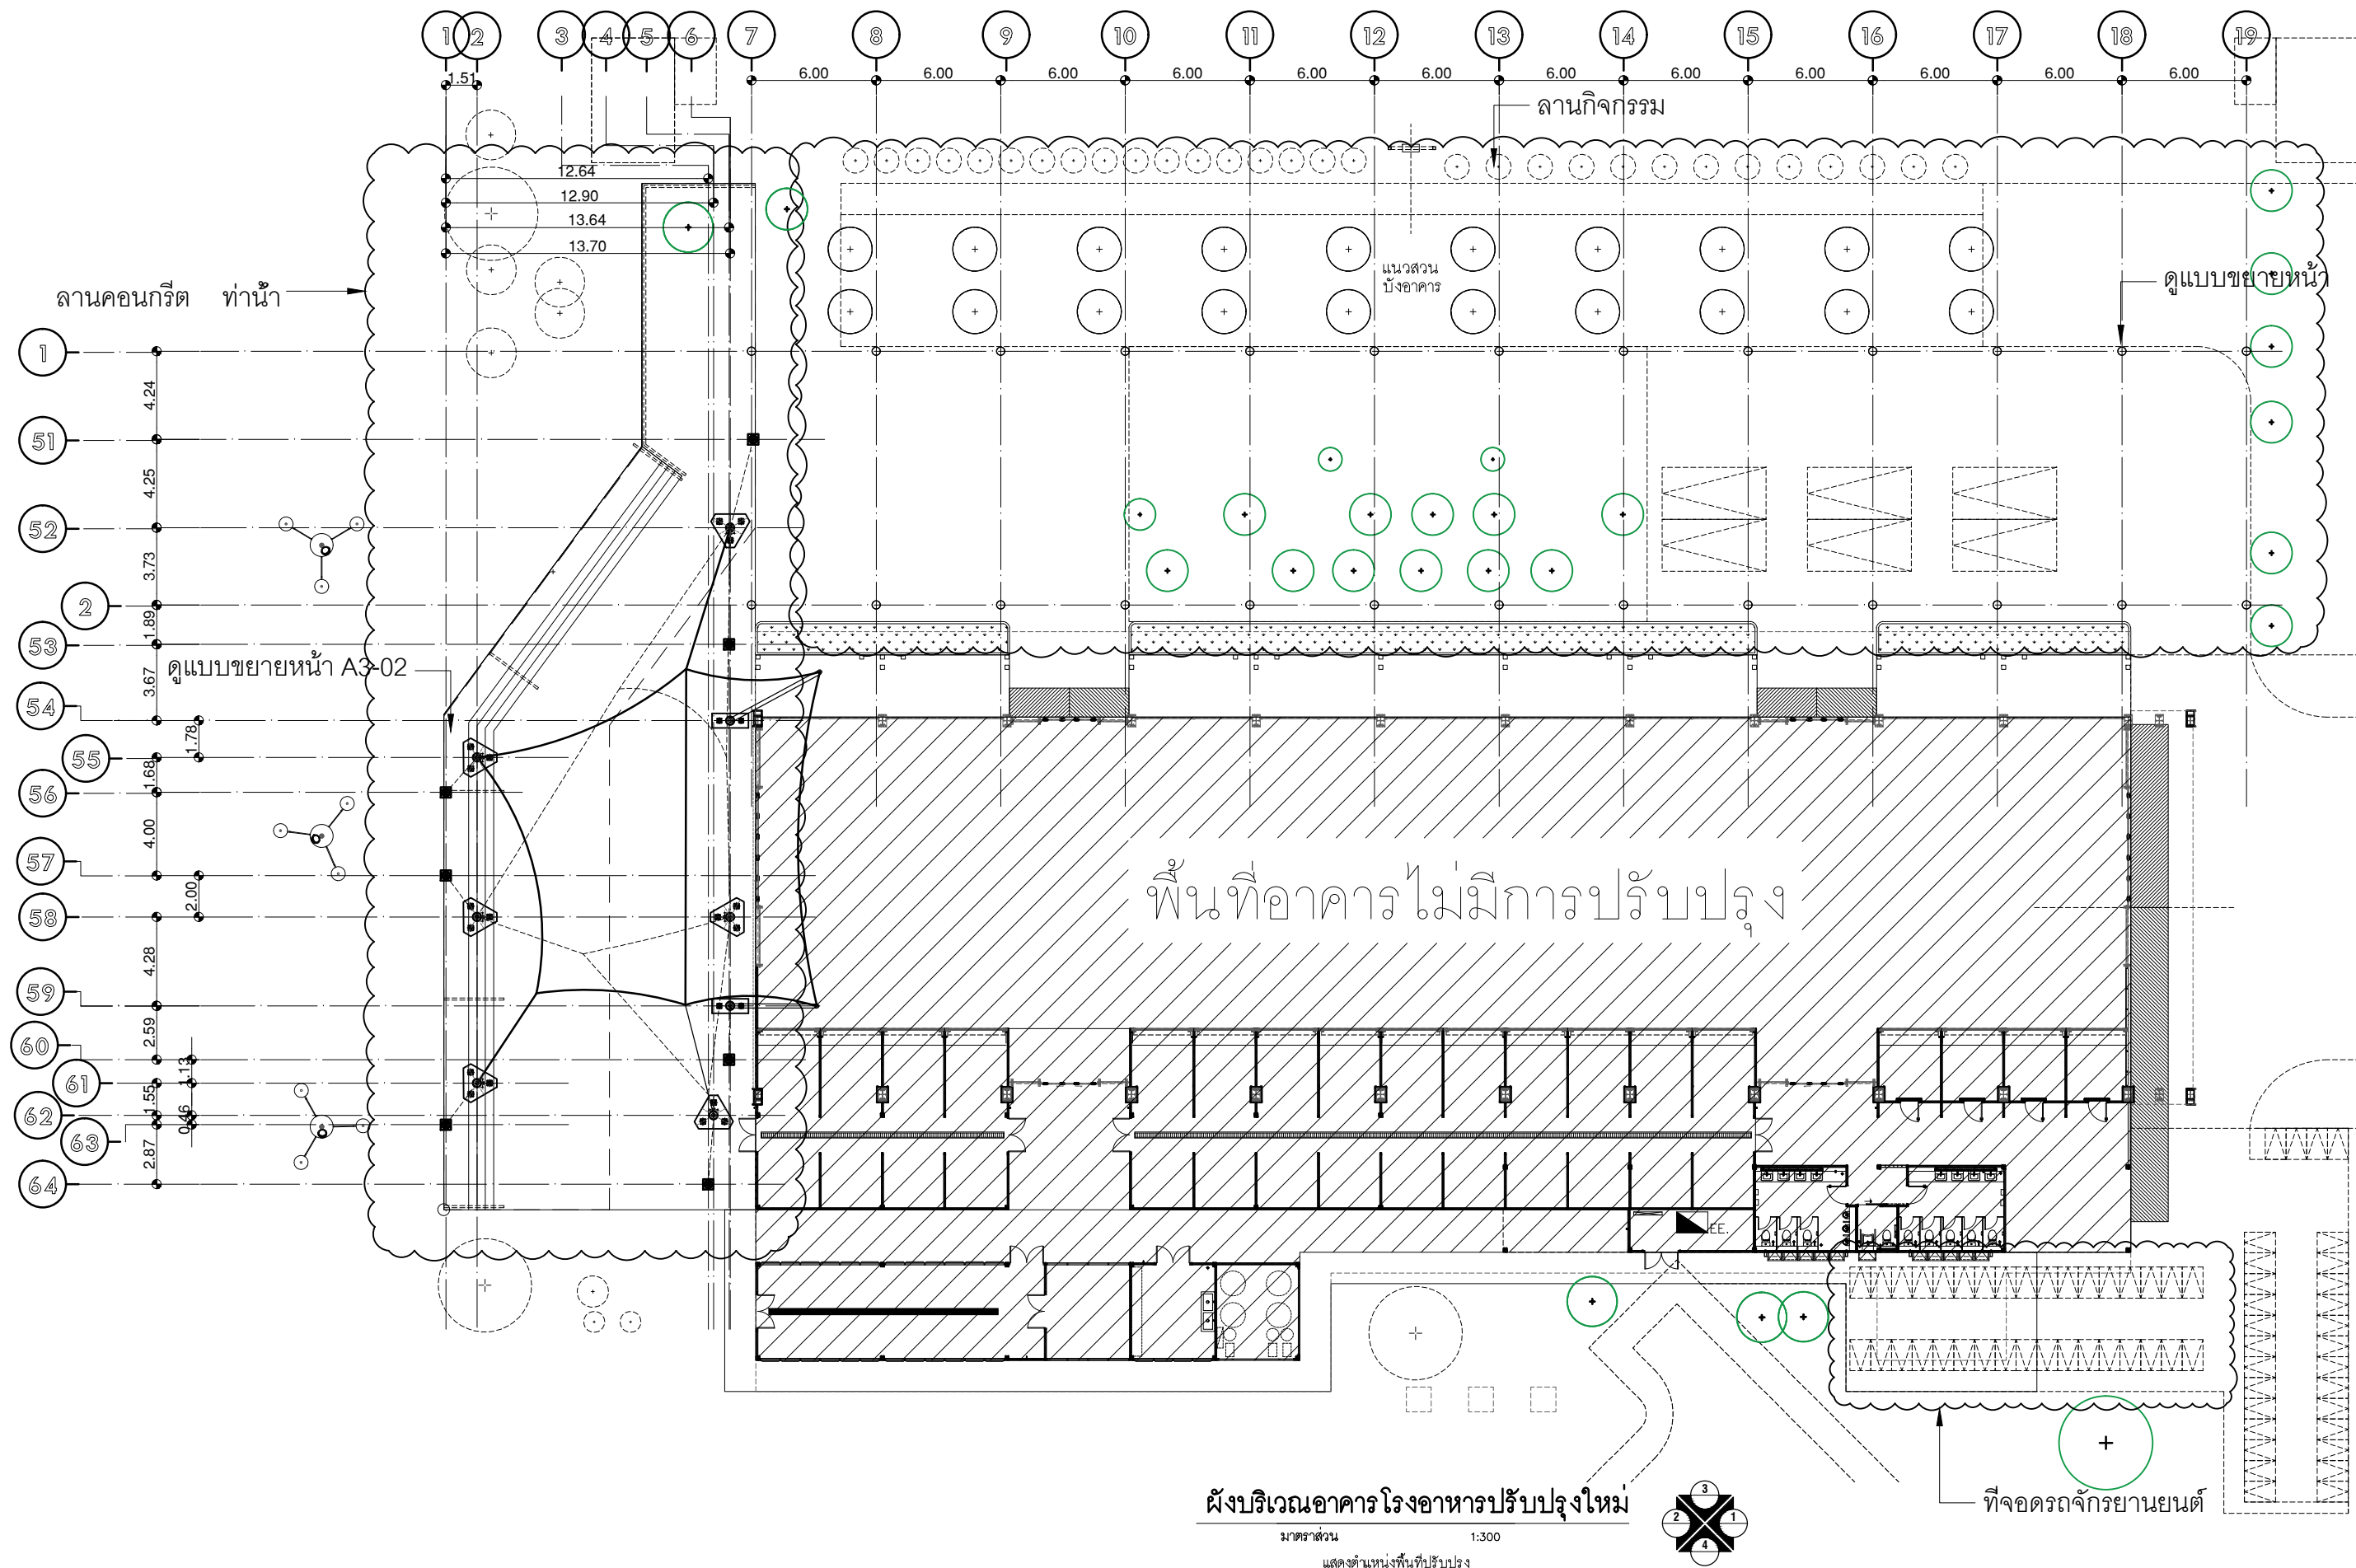 1 2 3 4 5 6 7 8 9 10 11 12 13 14 15 16 17 18 19
1.51 6.00 6.00 6.00 6.00 6.00 6.00 6.00 6.00 6.00 6.00 6.00 6.00
ลานกิจกรรม
12.64
12.90
13.64
13.70
แนวสวน
บังอาคาร
ดูแบบขยายหน้า
ลานคอนกรีต ท่าน้ำ
1
4.24
51
4.25
52
3.73
2
1.89
53
ดูแบบขยายหน้า A3-02
3.67
54
1.78
55
1.68
56
4.00
57
2.00
58
พื้นที่อาคารไม่มีการปรับปรุง
4.28
59
2.59
60
1.13
61
1.55
62
0.46
63
2.87
64
EE.
ที่จอดรถจักรยานยนต์
ผังบริเวณอาคารโรงอาหารปรับปรุงใหม่
มาตราส่วน 1:300
แสดงตำแหน่งพื้นที่ปรับปรุง
3
2 1
4